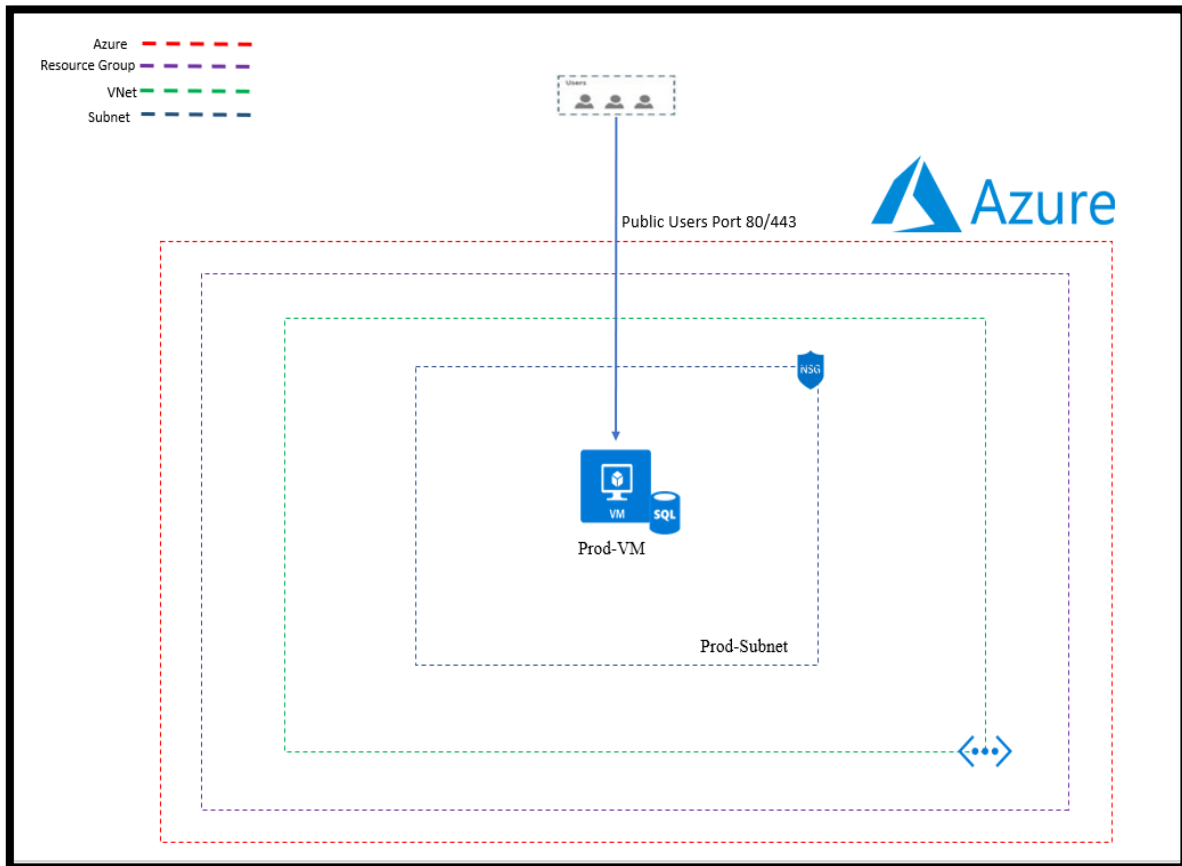 Azure
Resource Group
VNet
Subnet
Users
Azure
Public Users Port 80/443
NSG
VM
SQL
Prod-VM
Prod-Subnet